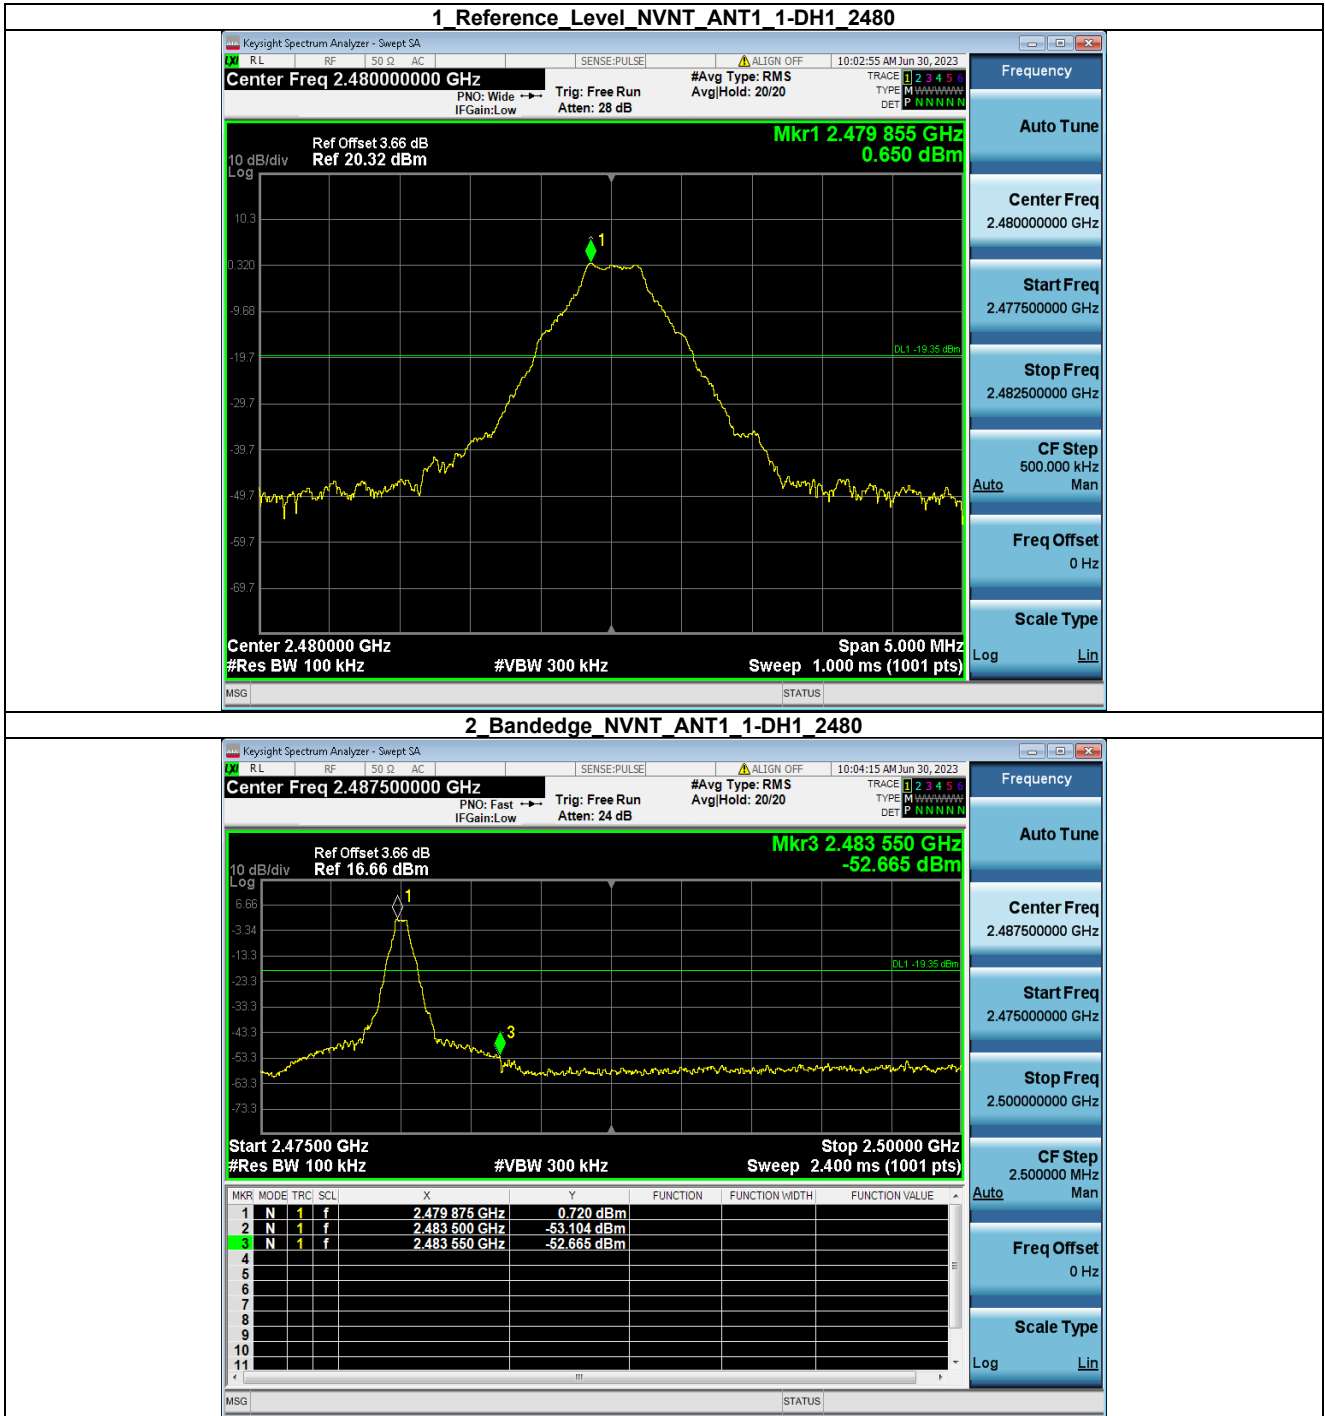 1_Reference_Level_NVNT_ANT1_1-DH1_2480
Keysight Spectrum Analyzer - Swept SA
LXI RL RF 50 Ω AC SENSE:PULSE ALIGN OFF 10:02:55 AM Jun 30, 2023
Center Freq 2.480000000 GHz
PNO: Wide
IFGain:Low
Trig: Free Run
Atten: 28 dB
#Avg Type: RMS
Avg|Hold: 20/20
TRACE 1 2 3 4 5 6
TYPE M WWWWW
DET P N N N N N
Frequency
Auto Tune
Center Freq
2.480000000 GHz
Start Freq
2.477500000 GHz
Stop Freq
2.482500000 GHz
CF Step
500.000 kHz
Auto Man
Freq Offset
0 Hz
Scale Type
Log Lin
Mkr1 2.479 855 GHz
0.650 dBm
Ref Offset 3.66 dB
10 dB/div Ref 20.32 dBm
Log
10.3
0.320
-9.68
-19.7
-29.7
-39.7
-49.7
-59.7
-69.7
1
DL1 -19.35 dBm
Center 2.480000 GHz Span 5.000 MHz
#Res BW 100 kHz #VBW 300 kHz Sweep 1.000 ms (1001 pts)
MSG STATUS
2_Bandedge_NVNT_ANT1_1-DH1_2480
Keysight Spectrum Analyzer - Swept SA
LXI RL RF 50 Ω AC SENSE:PULSE ALIGN OFF 10:04:15 AM Jun 30, 2023
Center Freq 2.487500000 GHz
PNO: Fast
IFGain:Low
Trig: Free Run
Atten: 24 dB
#Avg Type: RMS
Avg|Hold: 20/20
TRACE 1 2 3 4 5 6
TYPE M WWWWW
DET P N N N N N
Frequency
Auto Tune
Center Freq
2.487500000 GHz
Start Freq
2.475000000 GHz
Stop Freq
2.500000000 GHz
CF Step
2.500000 MHz
Auto Man
Freq Offset
0 Hz
Scale Type
Log Lin
Mkr3 2.483 550 GHz
-52.665 dBm
Ref Offset 3.66 dB
10 dB/div Ref 16.66 dBm
Log
6.66
-3.34
-13.3
-23.3
-33.3
-43.3
-53.3
-63.3
-73.3
1
3
DL1 -19.35 dBm
Start 2.47500 GHz Stop 2.50000 GHz
#Res BW 100 kHz #VBW 300 kHz Sweep 2.400 ms (1001 pts)
MKR MODE TRC SCL X Y FUNCTION FUNCTION WIDTH FUNCTION VALUE
1 N 1 f 2.479 875 GHz 0.720 dBm
2 N 1 f 2.483 500 GHz -53.104 dBm
3 N 1 f 2.483 550 GHz -52.665 dBm
4
5
6
7
8
9
10
11
MSG STATUS